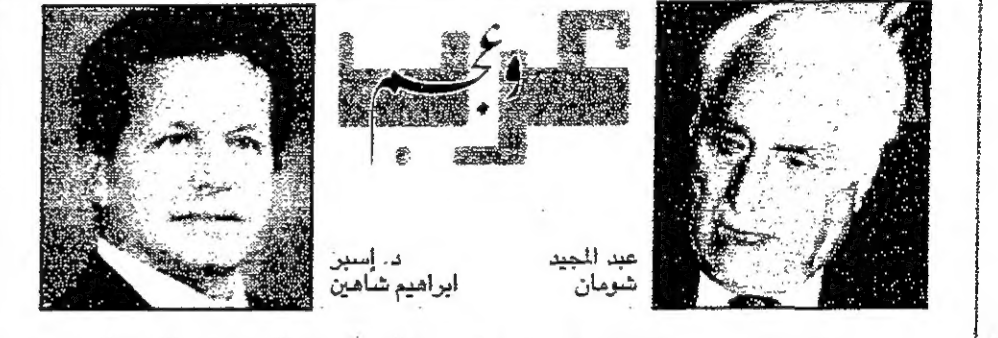 عرب
وعجم
عبد المجيد
شومان
د. إسبر
ابراهيم شاهين